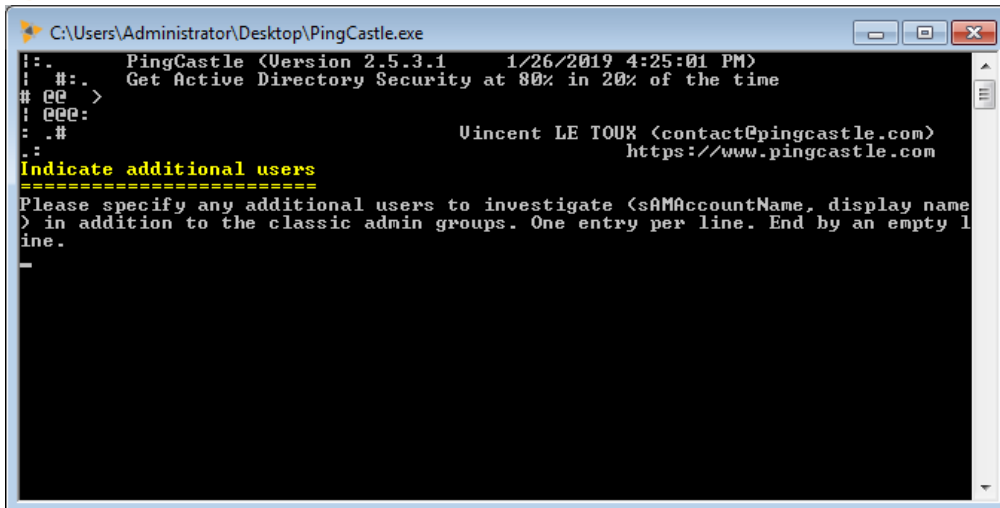 C:\Users\Administrator\Desktop\PingCastle.exe
|:.      PingCastle (Version 2.5.3.1     1/26/2019 4:25:01 PM)
|  #:.   Get Active Directory Security at 80% in 20% of the time
# @@  >
| @@@:
: .#                                 Vincent LE TOUX (contact@pingcastle.com)
.:                                               https://www.pingcastle.com
Indicate additional users
=========================
Please specify any additional users to investigate (sAMAccountName, display name
) in addition to the classic admin groups. One entry per line. End by an empty l
ine.